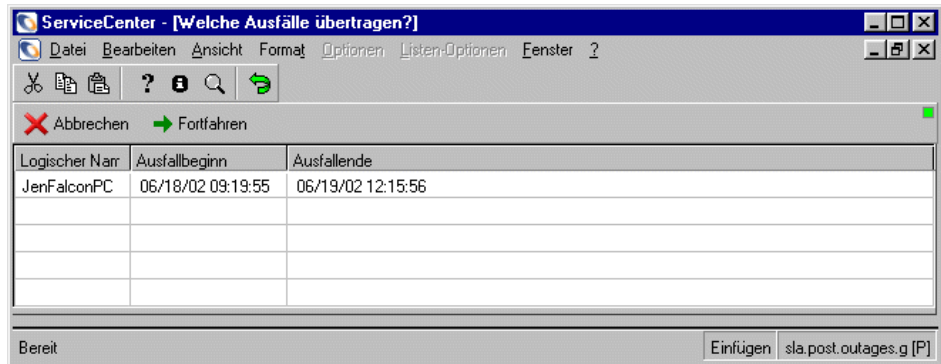 ServiceCenter - [Welche Ausfälle übertragen?]
Datei Bearbeiten Ansicht Format Optionen Listen-Optionen Fenster ?
Abbrechen Fortfahren
Logischer Narr Ausfallbeginn Ausfallende
JenFalconPC 06/18/02 09:19:55 06/19/02 12:15:56
Bereit Einfügen sla.post.outages.g [P]